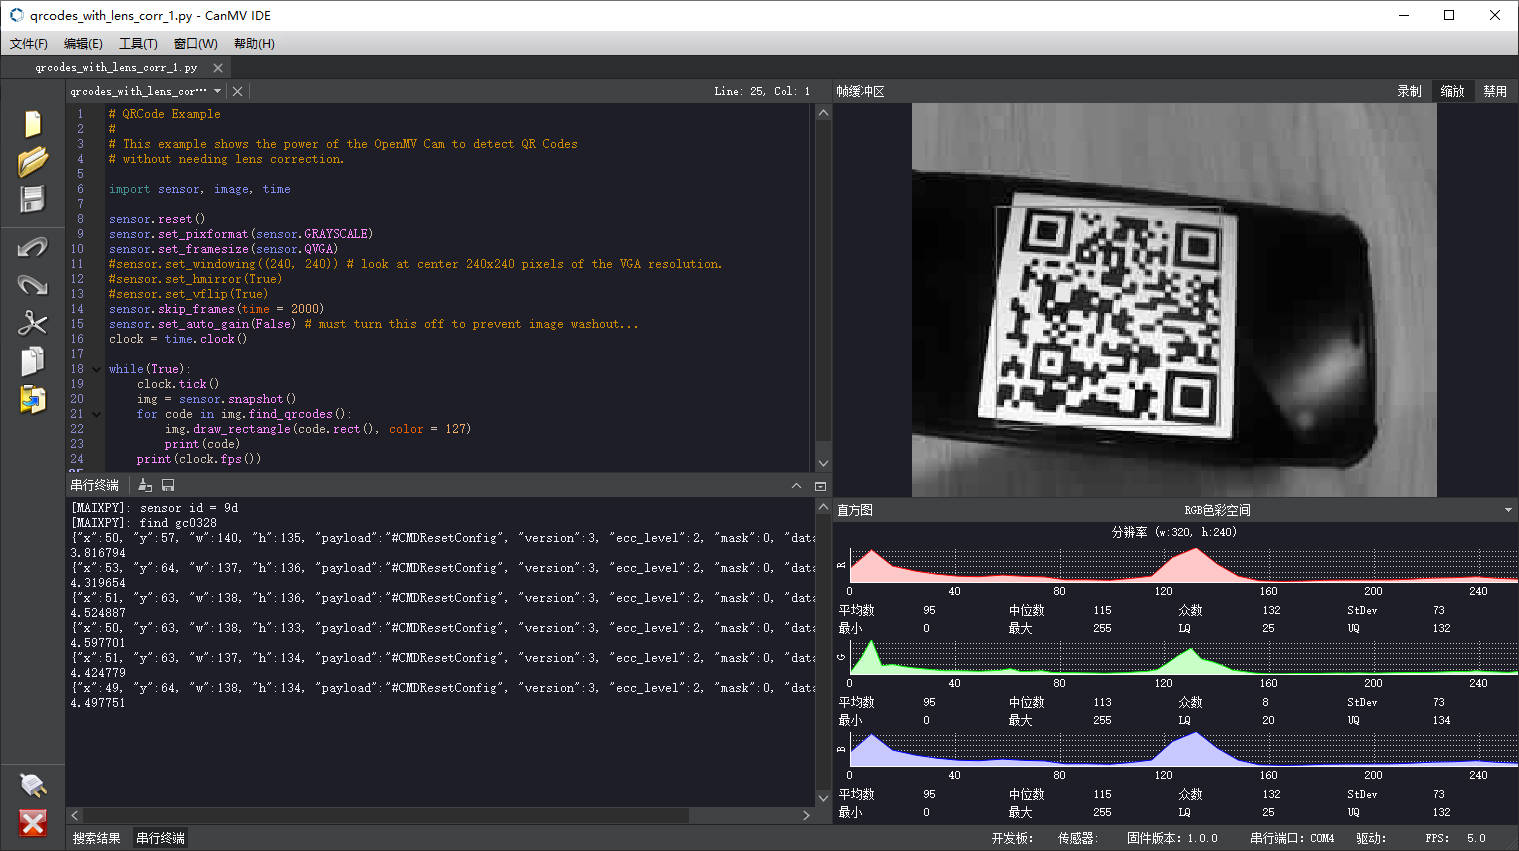 qrcodes_with_lens_corr_1.py - CanMV IDE
文件(F) 编辑(E) 工具(T) 窗口(W) 帮助(H)
qrcodes_with_lens_corr_1.py
qrcodes_with_lens_cor··· Line: 25, Col: 1
1 # QRCode Example
2 #
3 # This example shows the power of the OpenMV Cam to detect QR Codes
4 # without needing lens correction.
5
6 import sensor, image, time
7
8 sensor.reset()
9 sensor.set_pixformat(sensor.GRAYSCALE)
10 sensor.set_framesize(sensor.QVGA)
11 #sensor.set_windowing((240, 240)) # look at center 240x240 pixels of the VGA resolution.
12 #sensor.set_hmirror(True)
13 #sensor.set_vflip(True)
14 sensor.skip_frames(time = 2000)
15 sensor.set_auto_gain(False) # must turn this off to prevent image washout...
16 clock = time.clock()
17
18 while(True):
19 clock.tick()
20 img = sensor.snapshot()
21 for code in img.find_qrcodes():
22 img.draw_rectangle(code.rect(), color = 127)
23 print(code)
24 print(clock.fps())
串行终端
[MAIXPY]: sensor id = 9d
[MAIXPY]: find gc0328
{"x":50, "y":57, "w":140, "h":135, "payload":"#CMDResetConfig", "version":3, "ecc_level":2, "mask":0, "data
3.816794
{"x":53, "y":64, "w":137, "h":136, "payload":"#CMDResetConfig", "version":3, "ecc_level":2, "mask":0, "data
4.319654
{"x":51, "y":63, "w":138, "h":136, "payload":"#CMDResetConfig", "version":3, "ecc_level":2, "mask":0, "data
4.524887
{"x":50, "y":63, "w":138, "h":133, "payload":"#CMDResetConfig", "version":3, "ecc_level":2, "mask":0, "data
4.597701
{"x":51, "y":63, "w":137, "h":134, "payload":"#CMDResetConfig", "version":3, "ecc_level":2, "mask":0, "data
4.424779
{"x":49, "y":64, "w":138, "h":134, "payload":"#CMDResetConfig", "version":3, "ecc_level":2, "mask":0, "data
4.497751
搜索结果 串行终端
帧缓冲区 录制 缩放 禁用
直方图 RGB色彩空间
分辨率 (w:320, h:240)
R
0 40 80 120 160 200 240
平均数 95 中位数 115 众数 132 StDev 73
最小 0 最大 255 LQ 25 UQ 132
G
0 40 80 120 160 200 240
平均数 95 中位数 113 众数 8 StDev 73
最小 0 最大 255 LQ 20 UQ 134
B
0 40 80 120 160 200 240
平均数 95 中位数 115 众数 132 StDev 73
最小 0 最大 255 LQ 25 UQ 132
开发板: 传感器: 固件版本: 1.0.0 串行端口: COM4 驱动: FPS: 5.0